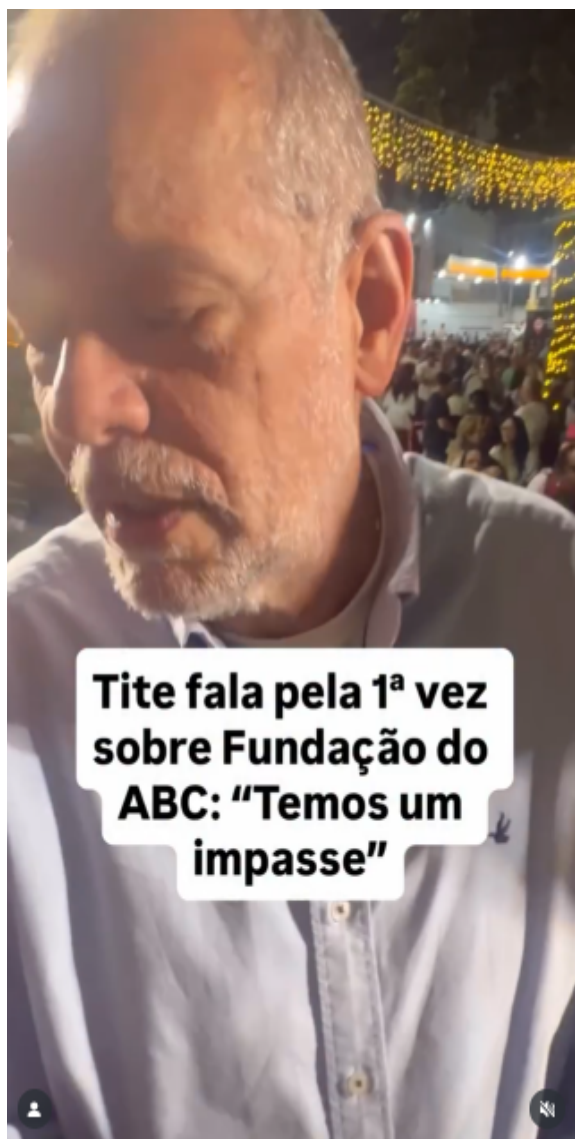 Tite fala pela 1ª vez
sobre Fundação do
ABC: “Temos um
impasse”